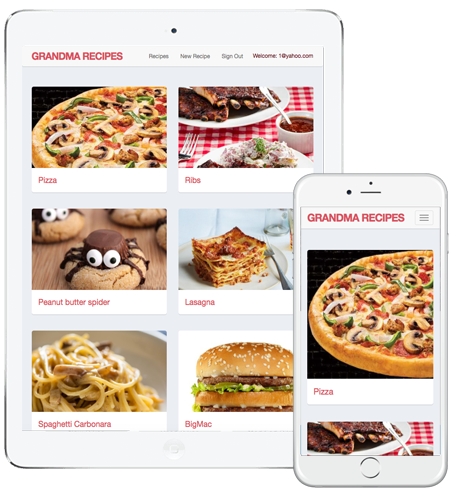 GRANDMA RECIPES Recipes New Recipe Sign Out Welcome: 1@yahoo.com
Pizza Ribs
Peanut butter spider Lasagna
Spaghetti Carbonara BigMac
GRANDMA RECIPES
Pizza